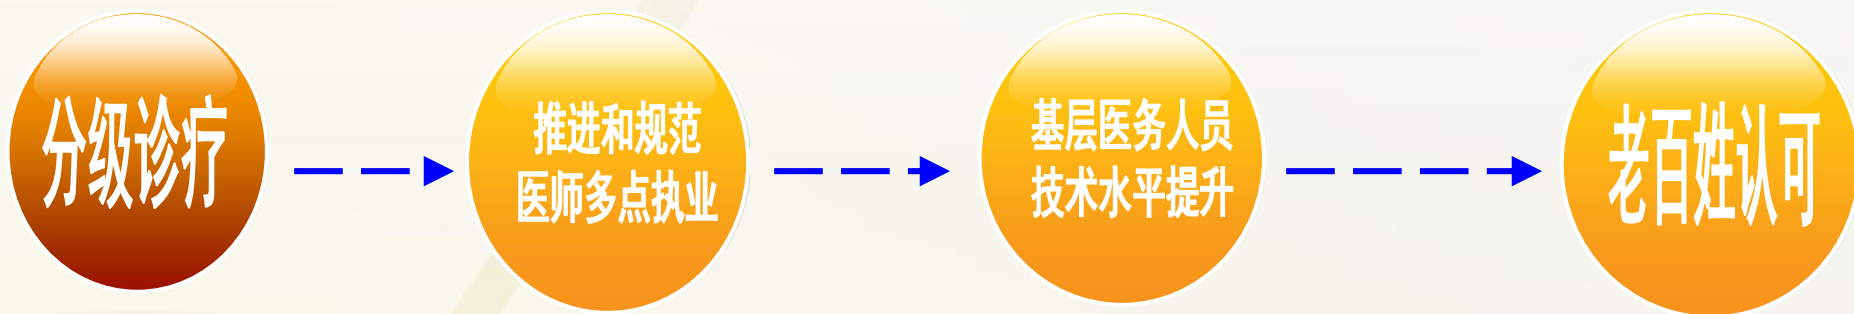 分级诊疗
推进和规范
医师多点执业
基层医务人员
技术水平提升
老百姓认可